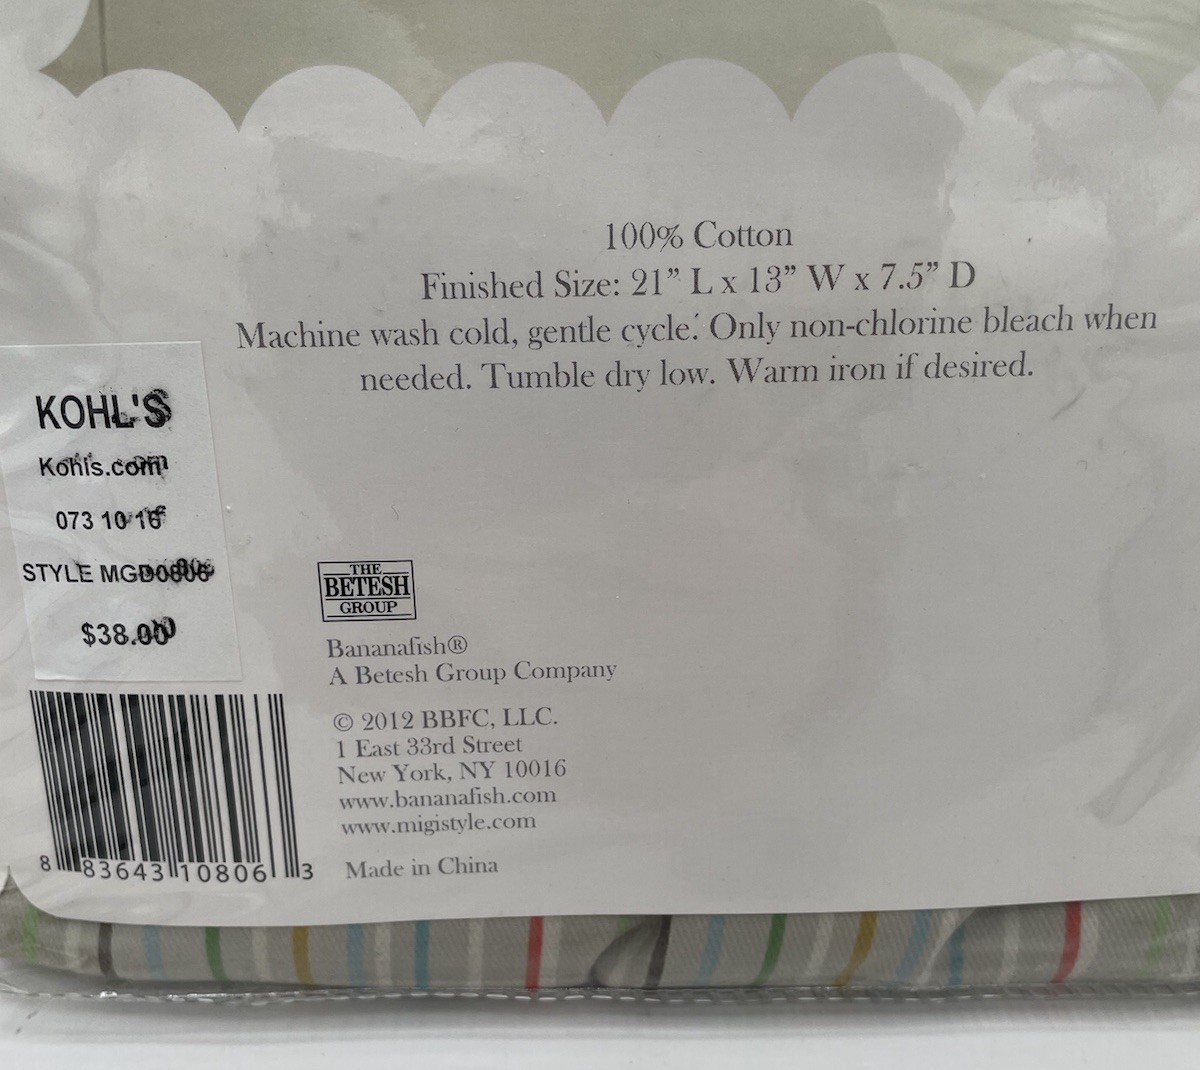 100% Cotton
Finished Size: 21” L x 13” W x 7.5” D
Machine wash cold, gentle cycle. Only non-chlorine bleach when
needed. Tumble dry low. Warm iron if desired.
KOHL'S
Kohls.com
073 10 16
STYLE MGD0806
$38.00
8 83643 10806 3
THE
BETESH
GROUP
Bananafish®
A Betesh Group Company
© 2012 BBFC, LLC.
1 East 33rd Street
New York, NY 10016
www.bananafish.com
www.migistyle.com
Made in China